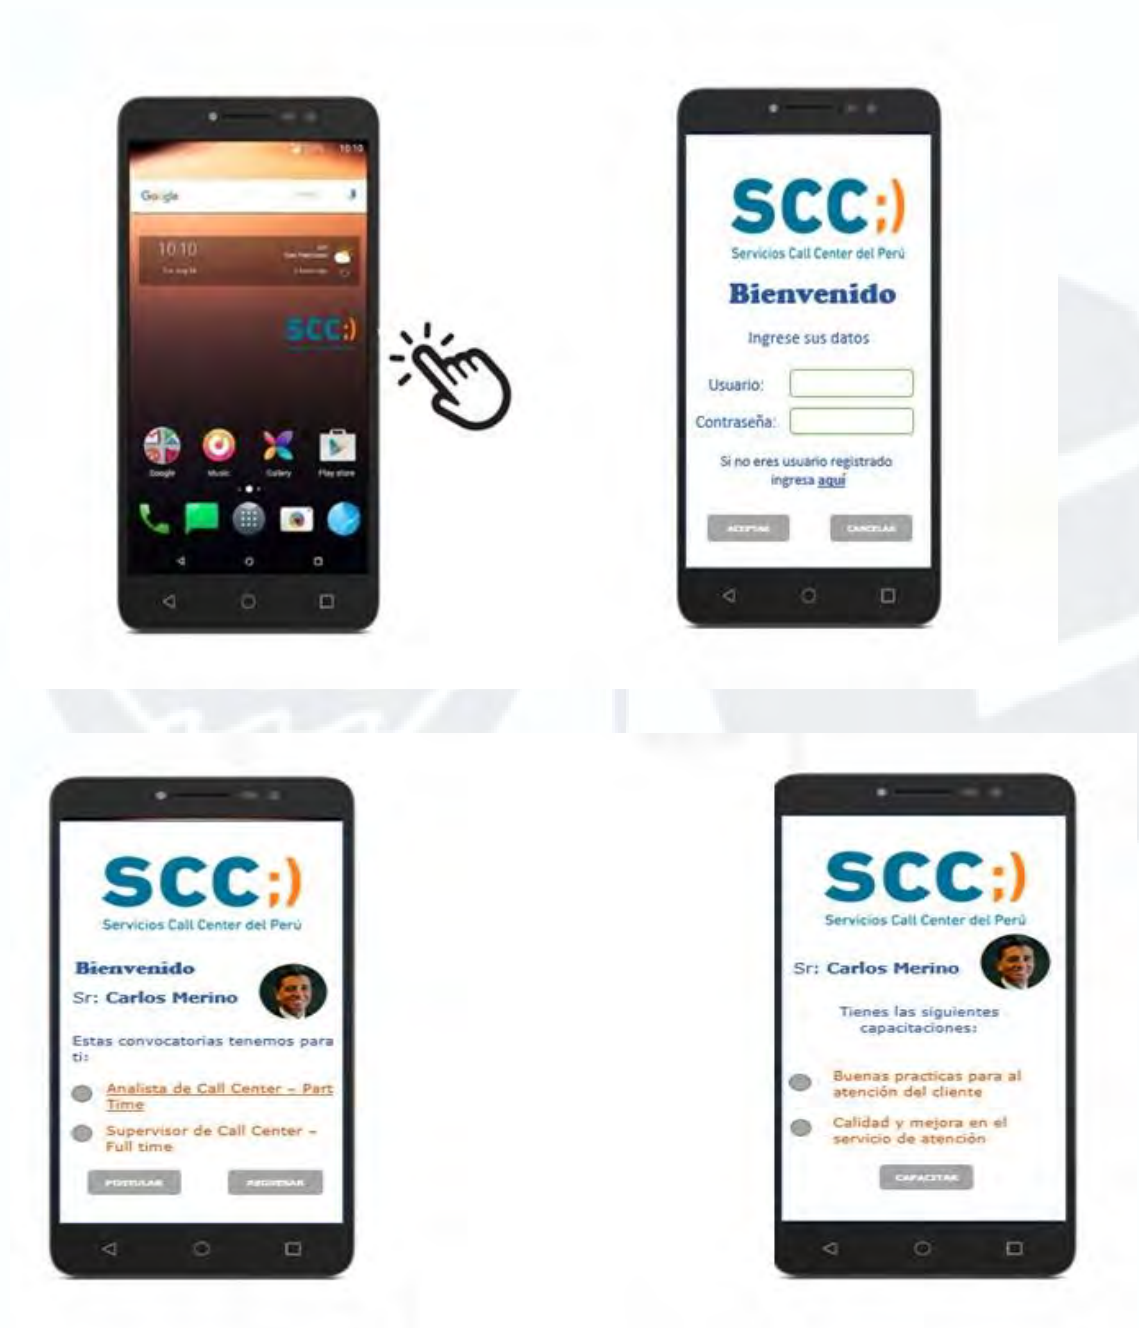 10:10
Google
10:10
SCC;)
Google
Music
Gallery
Play store
SCC;)
Servicios Call Center del Perú
Bienvenido
Ingrese sus datos
Usuario:
Contraseña:
Si no eres usuario registrado
ingresa aquí
ACEPTAR
CANCELAR
SCC;)
Servicios Call Center del Perú
Bienvenido
Sr: Carlos Merino
Estas convocatorias tenemos para
ti:
Analista de Call Center – Part
Time
Supervisor de Call Center –
Full time
POSTULAR
REGRESAR
SCC;)
Servicios Call Center del Perú
Sr: Carlos Merino
Tienes las siguientes
capacitaciones:
Buenas practicas para al
atención del cliente
Calidad y mejora en el
servicio de atención
CAPACITAR